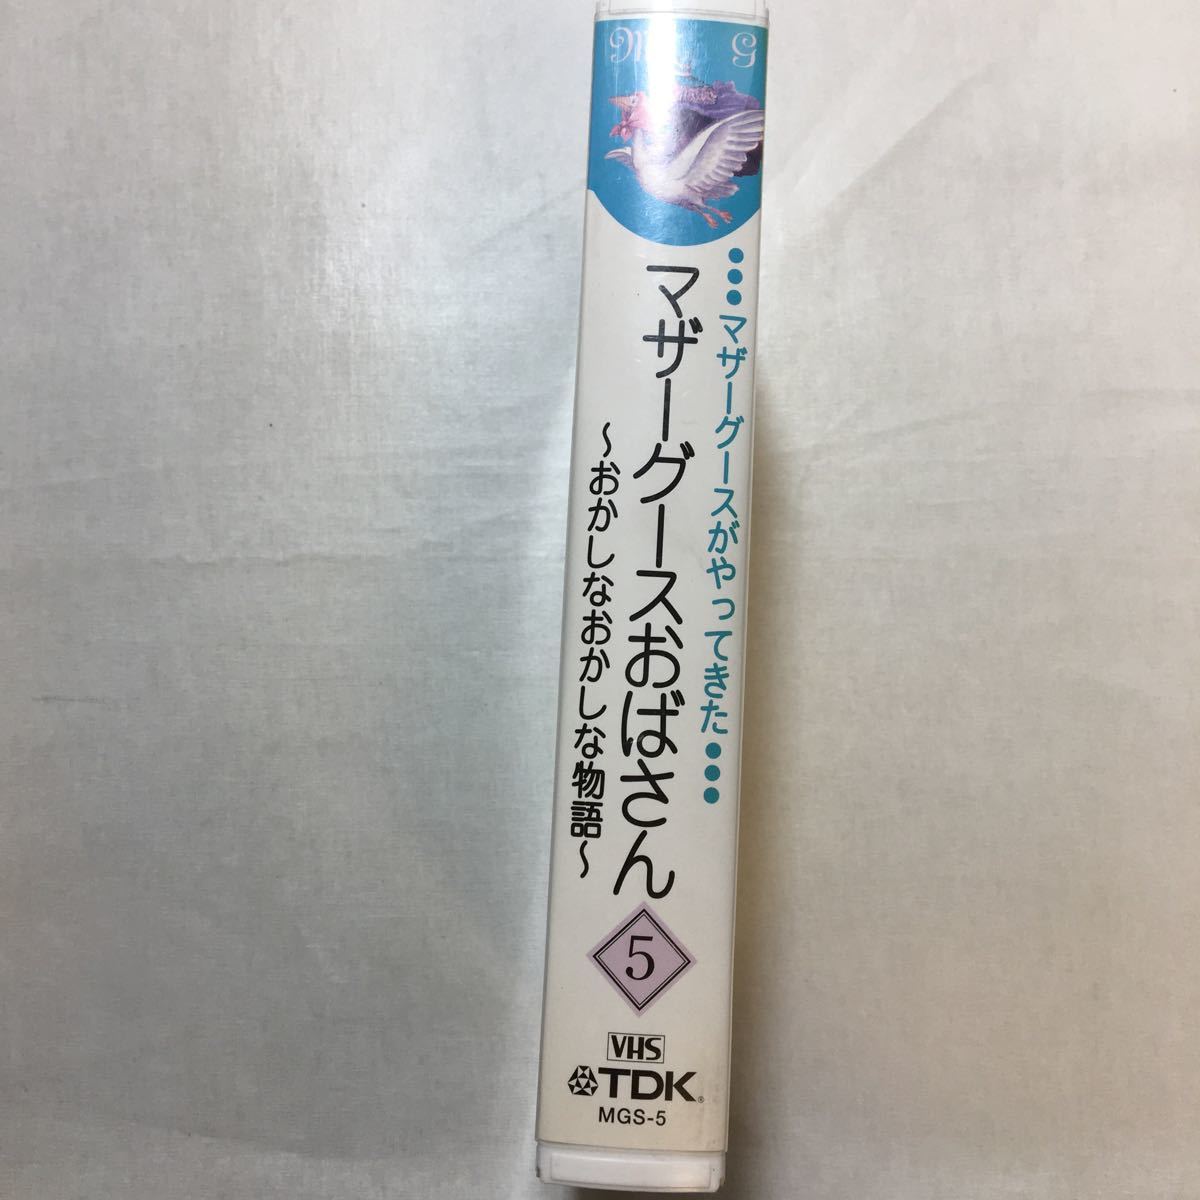 M G
•••マザーグースがやってきた•••
マザーグースおばさん
〜おかしなおかしな物語〜
5
VHS
TDK®
MGS-5